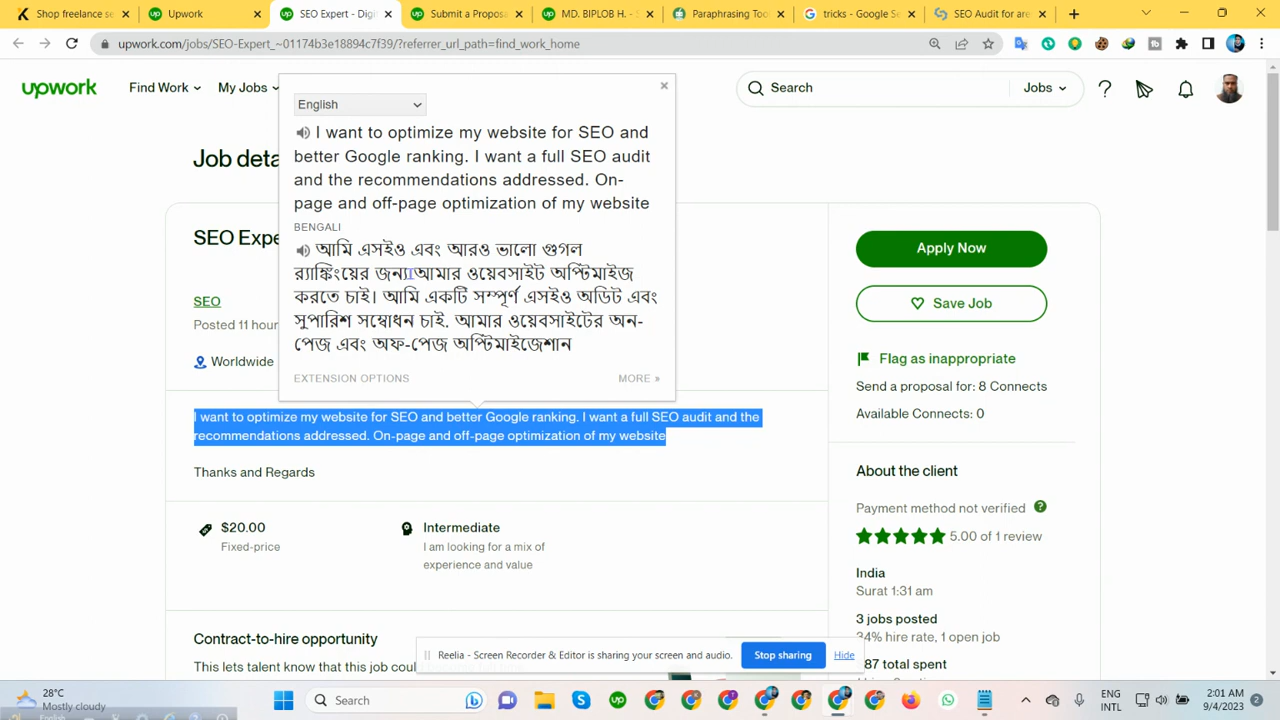 Shop freelance se
Upwork
SEO Expert - Digi
Submit a Proposa
MD. BIPLOB H. - S
Paraphrasing Too
tricks - Google Se
SEO Audit for are
upwork.com/jobs/SEO-Expert_~01174b3e18894c7f39/?referrer_url_path=find_work_home
upwork
Find Work
My Jobs
Search
Jobs
Job deta
English
I want to optimize my website for SEO and
better Google ranking. I want a full SEO audit
and the recommendations addressed. On-
page and off-page optimization of my website
BENGALI
আমি এসইও এবং আরও ভালো গুগল
র‍্যাঙ্কিংয়ের জন্য আমার ওয়েবসাইট অপ্টিমাইজ
করতে চাই। আমি একটি সম্পূর্ণ এসইও অডিট এবং
সুপারিশ সম্বোধন চাই. আমার ওয়েবসাইটের অন-
পেজ এবং অফ-পেজ অপ্টিমাইজেশান
EXTENSION OPTIONS
MORE »
SEO Expe
SEO
Posted 11 hour
Worldwide
I want to optimize my website for SEO and better Google ranking. I want a full SEO audit and the
recommendations addressed. On-page and off-page optimization of my website
Thanks and Regards
$20.00
Fixed-price
Intermediate
I am looking for a mix of
experience and value
Contract-to-hire opportunity
This lets talent know that this job cou
Apply Now
Save Job
Flag as inappropriate
Send a proposal for: 8 Connects
Available Connects: 0
About the client
Payment method not verified
5.00 of 1 review
India
Surat 1:31 am
3 jobs posted
34% hire rate, 1 open job
87 total spent
Reelia - Screen Recorder & Editor is sharing your screen and audio.
Stop sharing
Hide
28°C
Mostly cloudy
Search
ENG
INTL
2:01 AM
9/4/2023
English